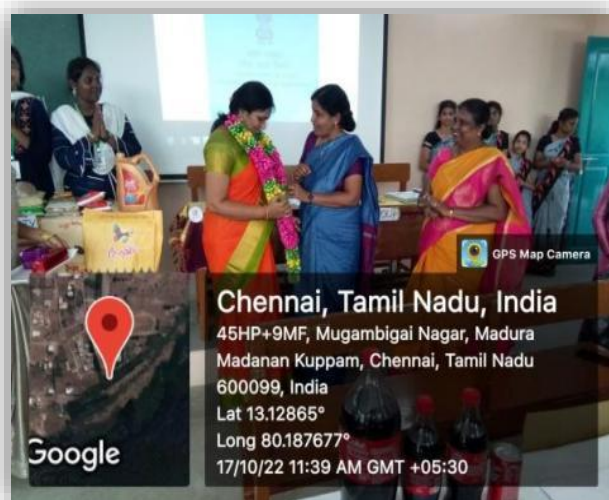 GPS Map Camera
Chennai, Tamil Nadu, India
45HP+9MF, Mugambigai Nagar, Madura
Madanan Kuppam, Chennai, Tamil Nadu
600099, India
Lat 13.12865°
Long 80.187677°
17/10/22 11:39 AM GMT +05:30
Google